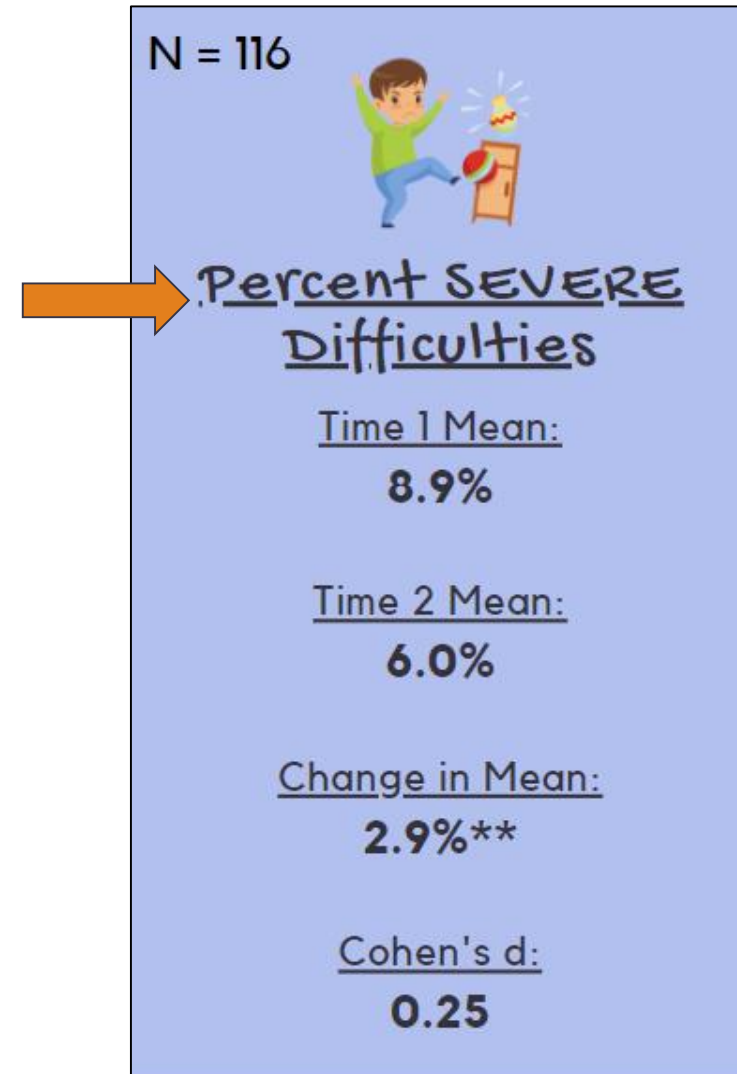 N = 116
Percent SEVERE
Difficulties
Time 1 Mean:
8.9%
Time 2 Mean:
6.0%
Change in Mean:
2.9%**
Cohen's d:
0.25